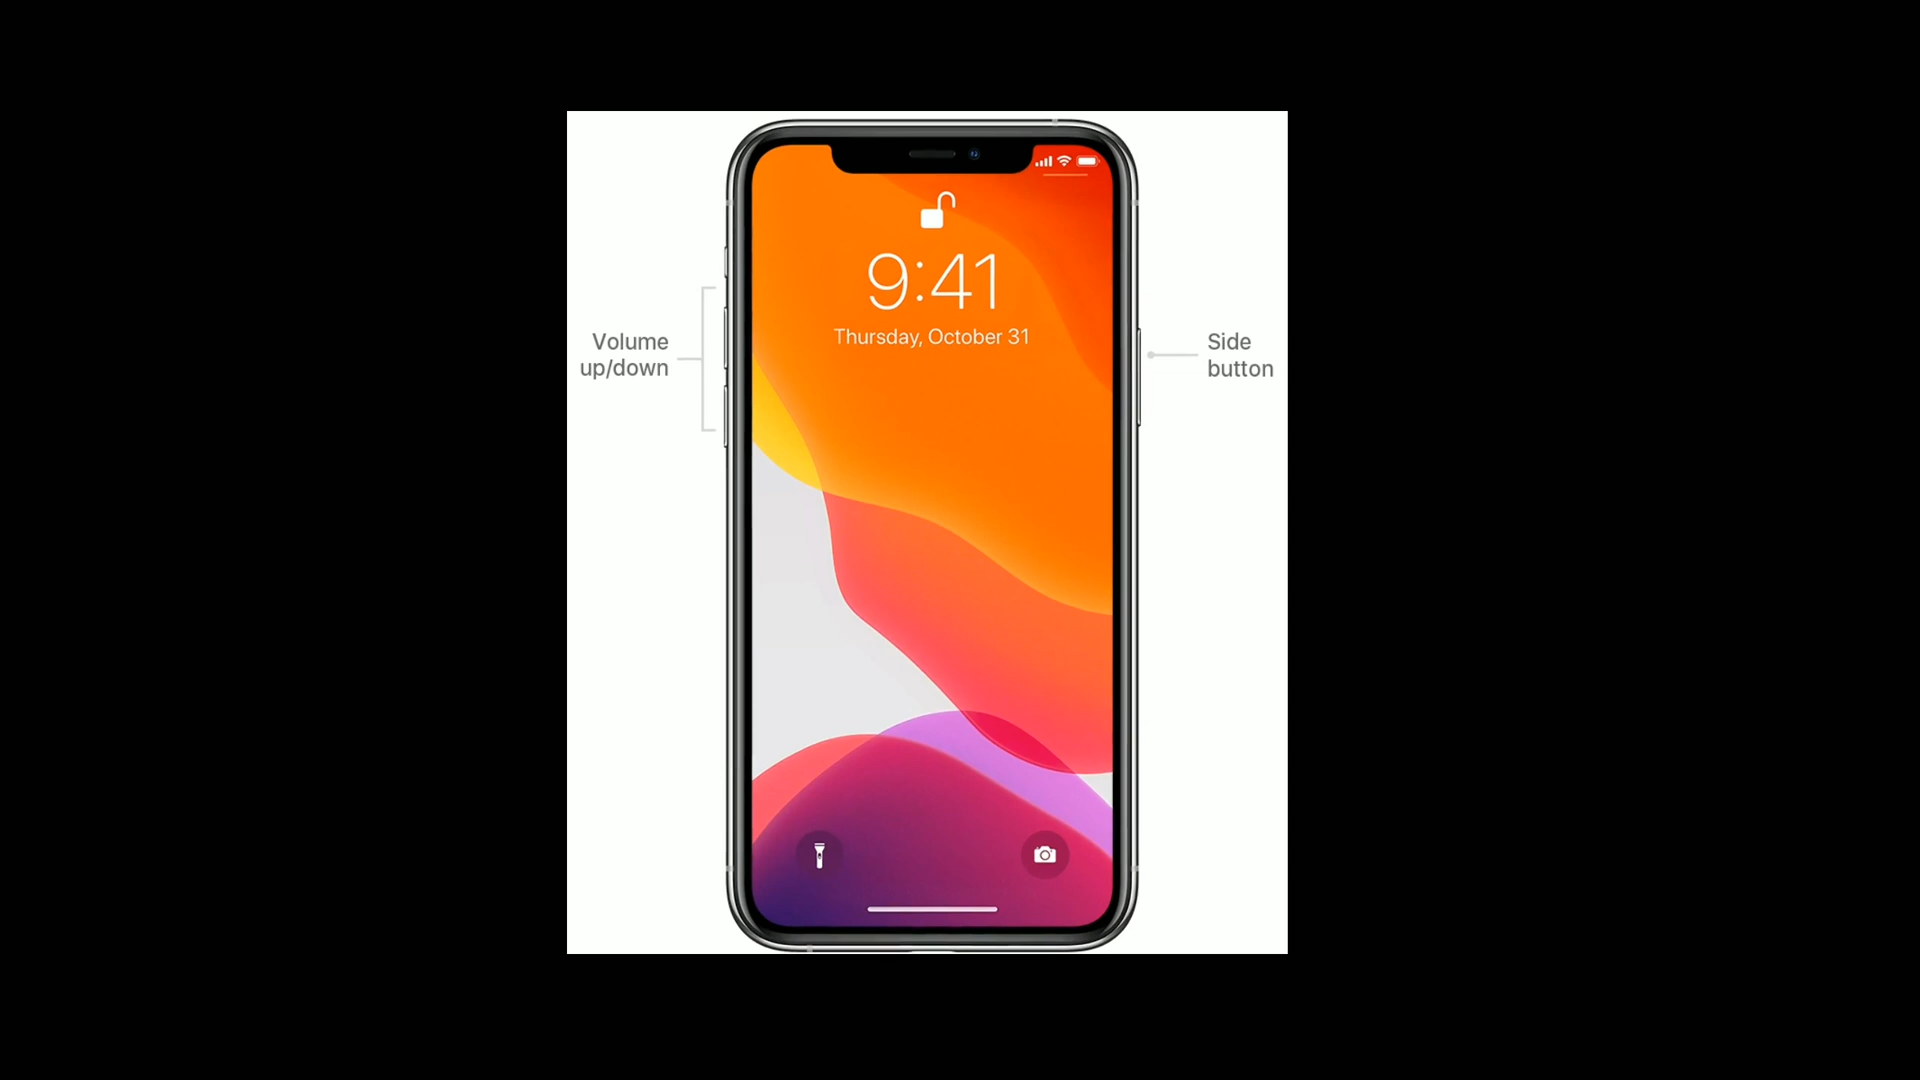 9:41
Thursday, October 31
Volume
up/down
Side
button